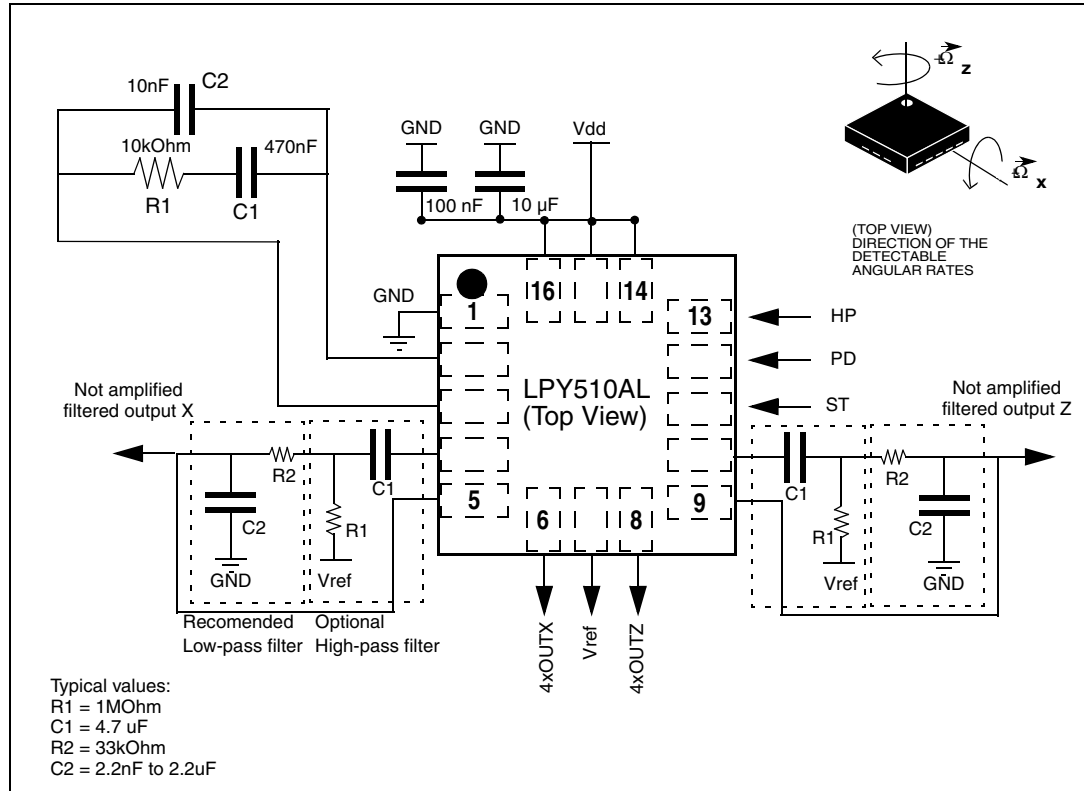 10nF
C2
10kOhm
470nF
R1
C1
GND
GND
Vdd
100 nF
10 µF
Ω z
Ω x
(TOP VIEW)
DIRECTION OF THE
DETECTABLE
ANGULAR RATES
GND
1
16
14
13
HP
PD
ST
LPY510AL
(Top View)
Not amplified
filtered output X
Not amplified
filtered output Z
R2
C1
C2
R1
GND
Vref
5
6
8
9
C1
R2
R1
C2
Vref
GND
Recomended
Low-pass filter
Optional
High-pass filter
4xOUTX
Vref
4xOUTZ
Typical values:
R1 = 1MOhm
C1 = 4.7 uF
R2 = 33kOhm
C2 = 2.2nF to 2.2uF